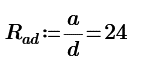 R_ad := a/d = 24